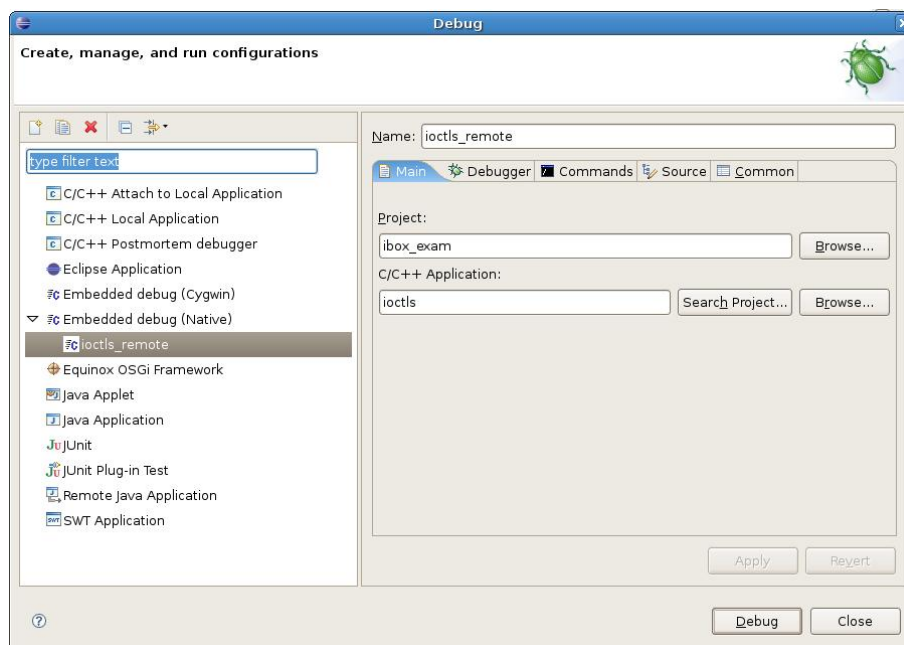 Debug
Create, manage, and run configurations
type filter text
C/C++ Attach to Local Application
C/C++ Local Application
C/C++ Postmortem debugger
Eclipse Application
Embedded debug (Cygwin)
Embedded debug (Native)
ioctls_remote
Equinox OSGi Framework
Java Applet
Java Application
JUnit
JUnit Plug-in Test
Remote Java Application
SWT Application
Name: ioctls_remote
Main Debugger Commands Source Common
Project:
ibox_exam Browse...
C/C++ Application:
ioctls Search Project... Browse...
Apply Revert
Debug Close